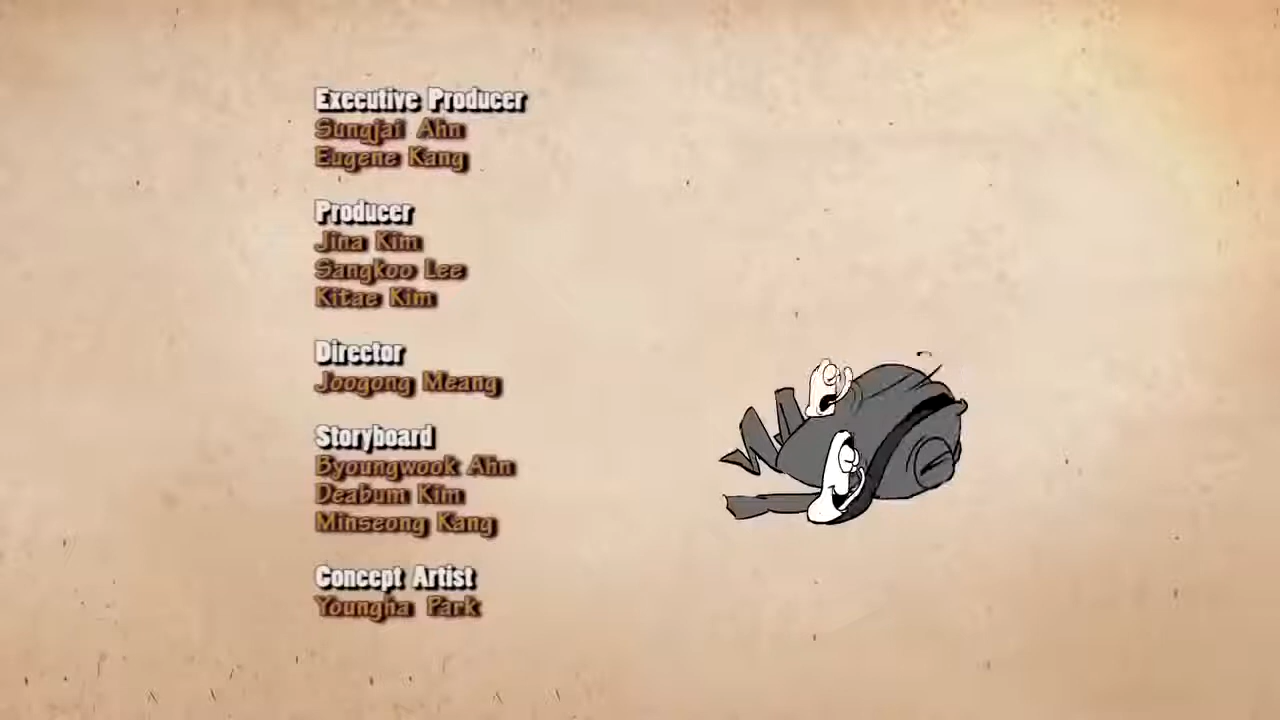 Executive Producer
Sungjai Ahn
Eugene Kang
Producer
Jina Kim
Sangkoo Lee
Kitae Kim
Director
Joogong Meang
Storyboard
Byoungwook Ahn
Deabum Kim
Minseong Kang
Concept Artist
Youngha Park